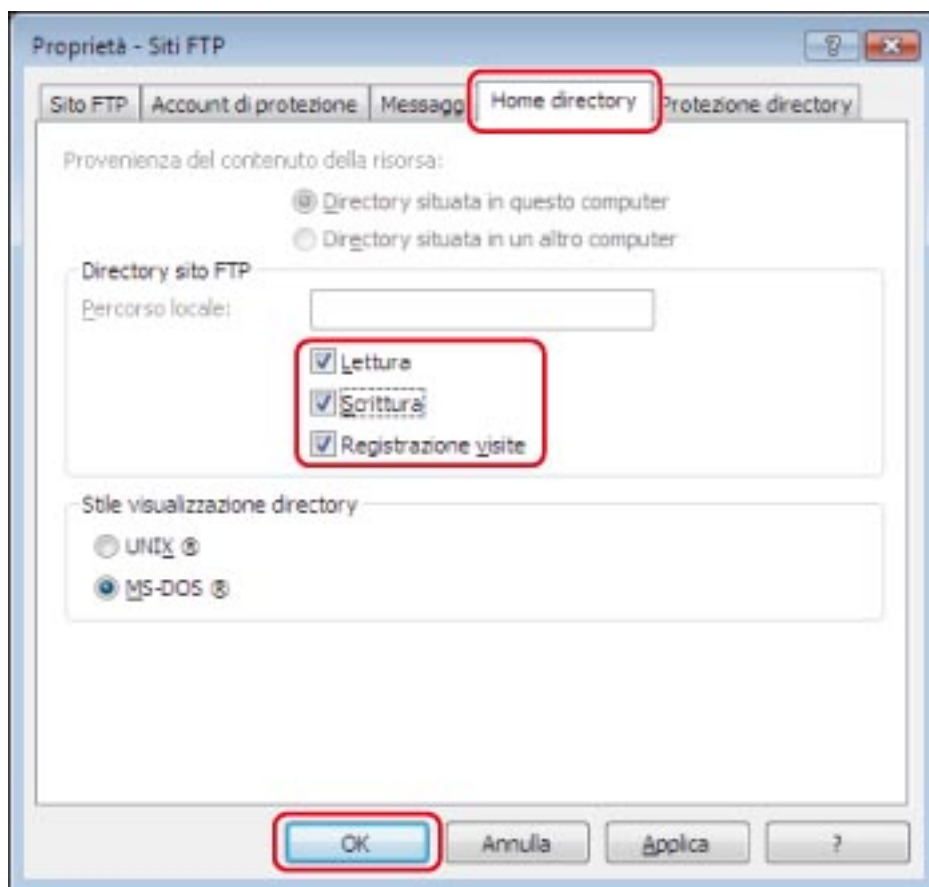 Proprietà - Siti FTP
Sito FTP Account di protezione Messagg Home directory Protezione directory
Provenienza del contenuto della risorsa:
Directory situata in questo computer
Directory situata in un altro computer
Directory sito FTP
Percorso locale:
Lettura
Scrittura
Registrazione visite
Stile visualizzazione directory
UNIX ®
MS-DOS ®
OK Annulla Applica ?